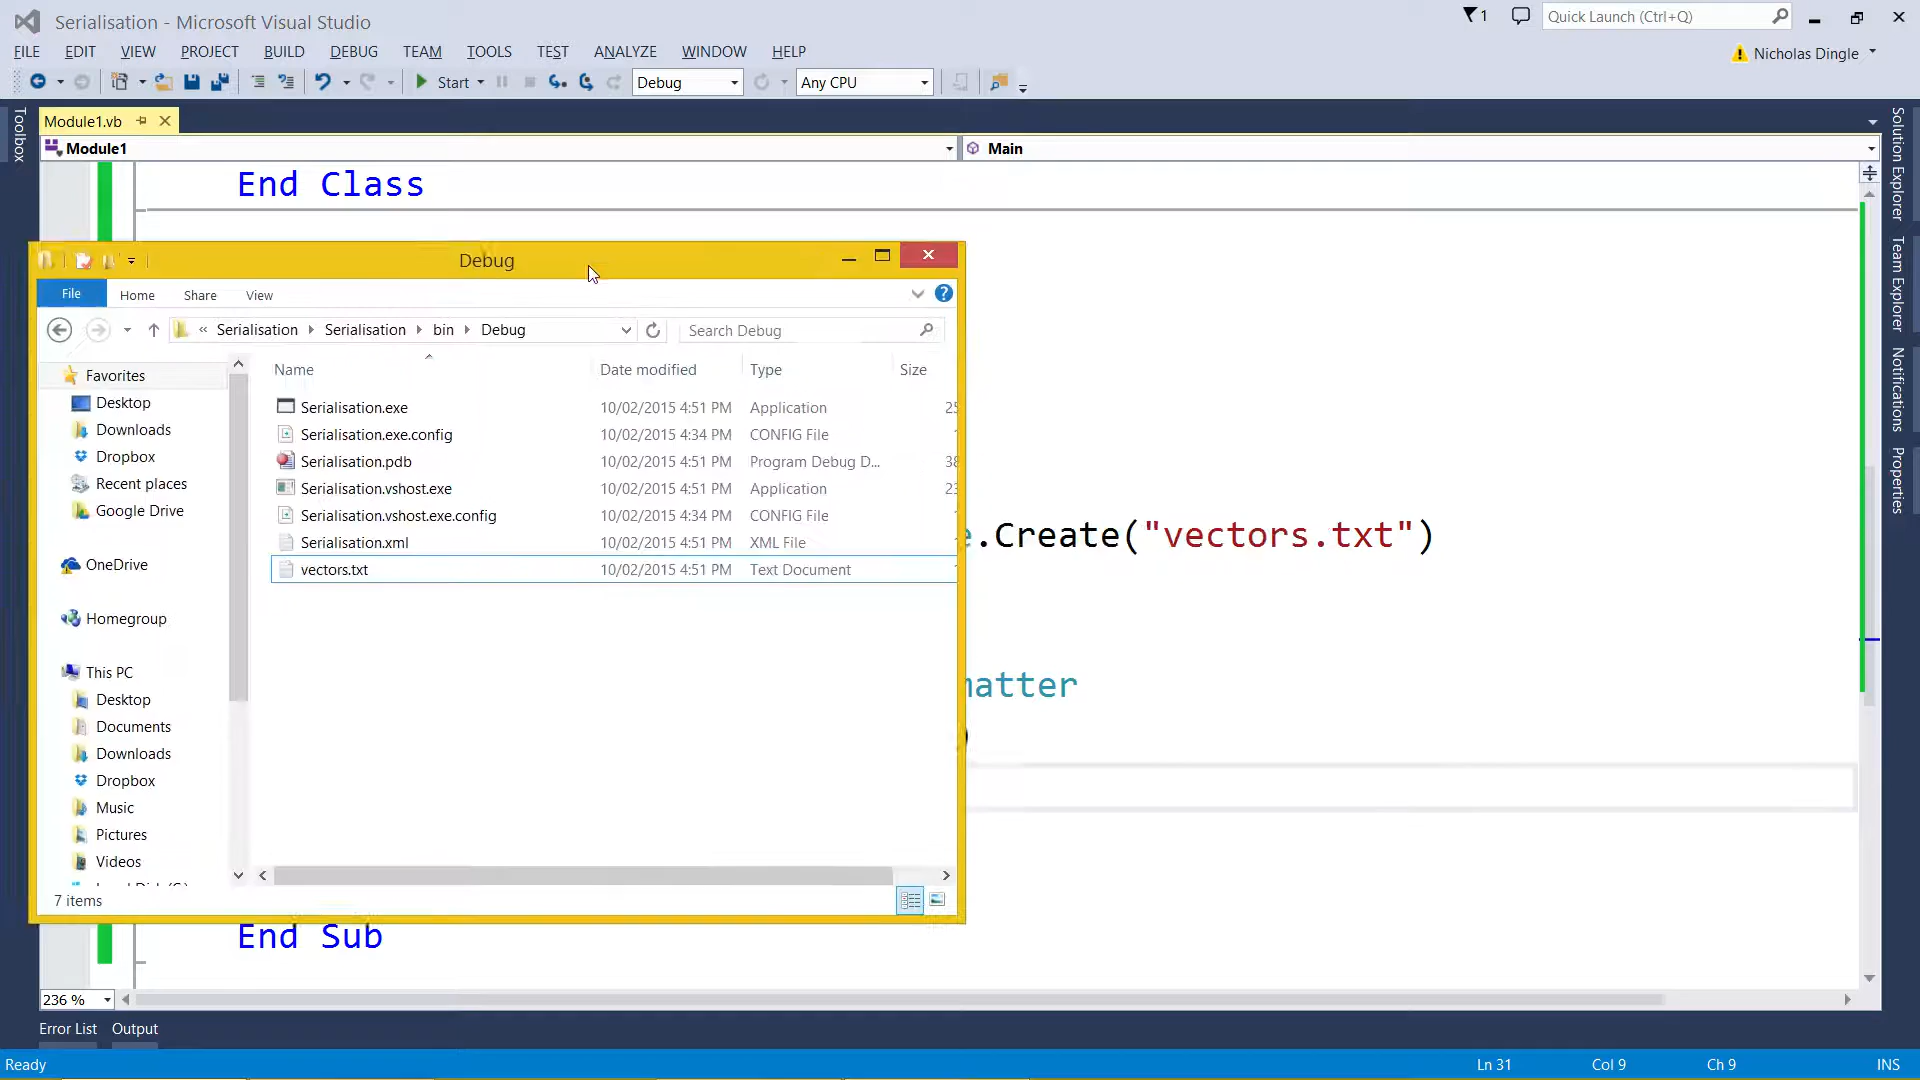 Serialisation - Microsoft Visual Studio
1
Quick Launch (Ctrl+Q)
FILE EDIT VIEW PROJECT BUILD DEBUG TEAM TOOLS TEST ANALYZE WINDOW HELP
Nicholas Dingle
Start Debug Any CPU
Toolbox
Module1.vb
Module1
Main
End Class
Debug
File Home Share View
« Serialisation Serialisation bin Debug
Search Debug
Name Date modified Type Size
Serialisation.exe 10/02/2015 4:51 PM Application 25
Serialisation.exe.config 10/02/2015 4:34 PM CONFIG File
Serialisation.pdb 10/02/2015 4:51 PM Program Debug D... 38
Serialisation.vshost.exe 10/02/2015 4:51 PM Application 23
Serialisation.vshost.exe.config 10/02/2015 4:34 PM CONFIG File
Serialisation.xml 10/02/2015 4:51 PM XML File
vectors.txt 10/02/2015 4:51 PM Text Document
Favorites
Desktop
Downloads
Dropbox
Recent places
Google Drive
OneDrive
Homegroup
This PC
Desktop
Documents
Downloads
Dropbox
Music
Pictures
Videos
7 items
e.Create("vectors.txt")
matter
)
End Sub
236 %
Solution Explorer
Team Explorer
Notifications
Properties
Error List Output
Ready
Ln 31 Col 9 Ch 9 INS